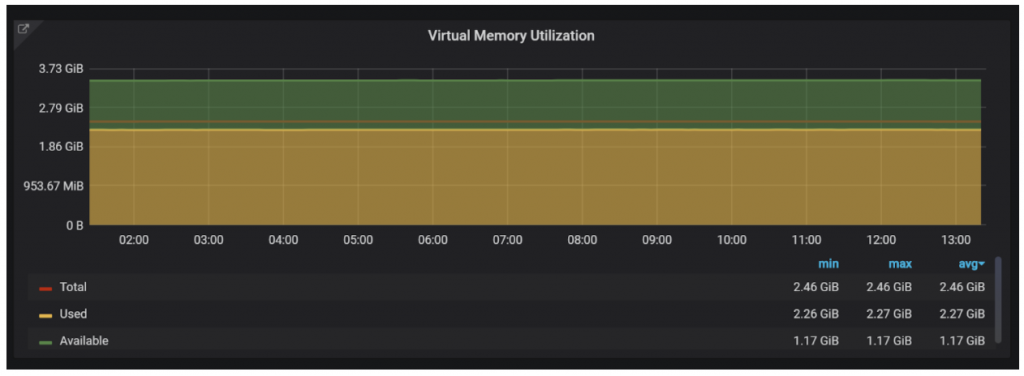 Virtual Memory Utilization
3.73 GiB
2.79 GiB
1.86 GiB
953.67 MiB
0 B
02:00 03:00 04:00 05:00 06:00 07:00 08:00 09:00 10:00 11:00 12:00 13:00
min max avg
Total 2.46 GiB 2.46 GiB 2.46 GiB
Used 2.26 GiB 2.27 GiB 2.27 GiB
Available 1.17 GiB 1.17 GiB 1.17 GiB